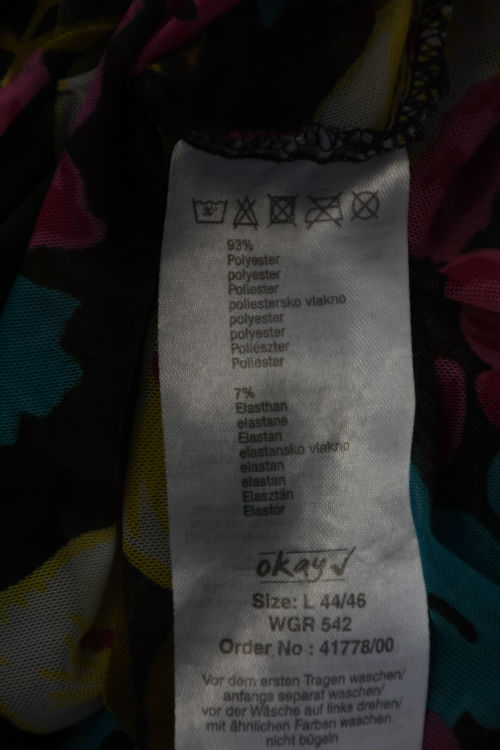 30°
93%
Polyester
polyester
Poliester
poliestersko vlakno
polyester
polyester
Poliészter
Poliester
7%
Elasthan
elastane
Elastan
elastansko vlakno
elastan
elastan
Elasztán
Elastor
okay
Size: L 44/46
WGR 542
Order No : 41778/00
Vor dem ersten Tragen waschen/
anfangs separat waschen/
vor der Wäsche auf links drehen/
mit ähnlichen Farben waschen.
nicht bügeln